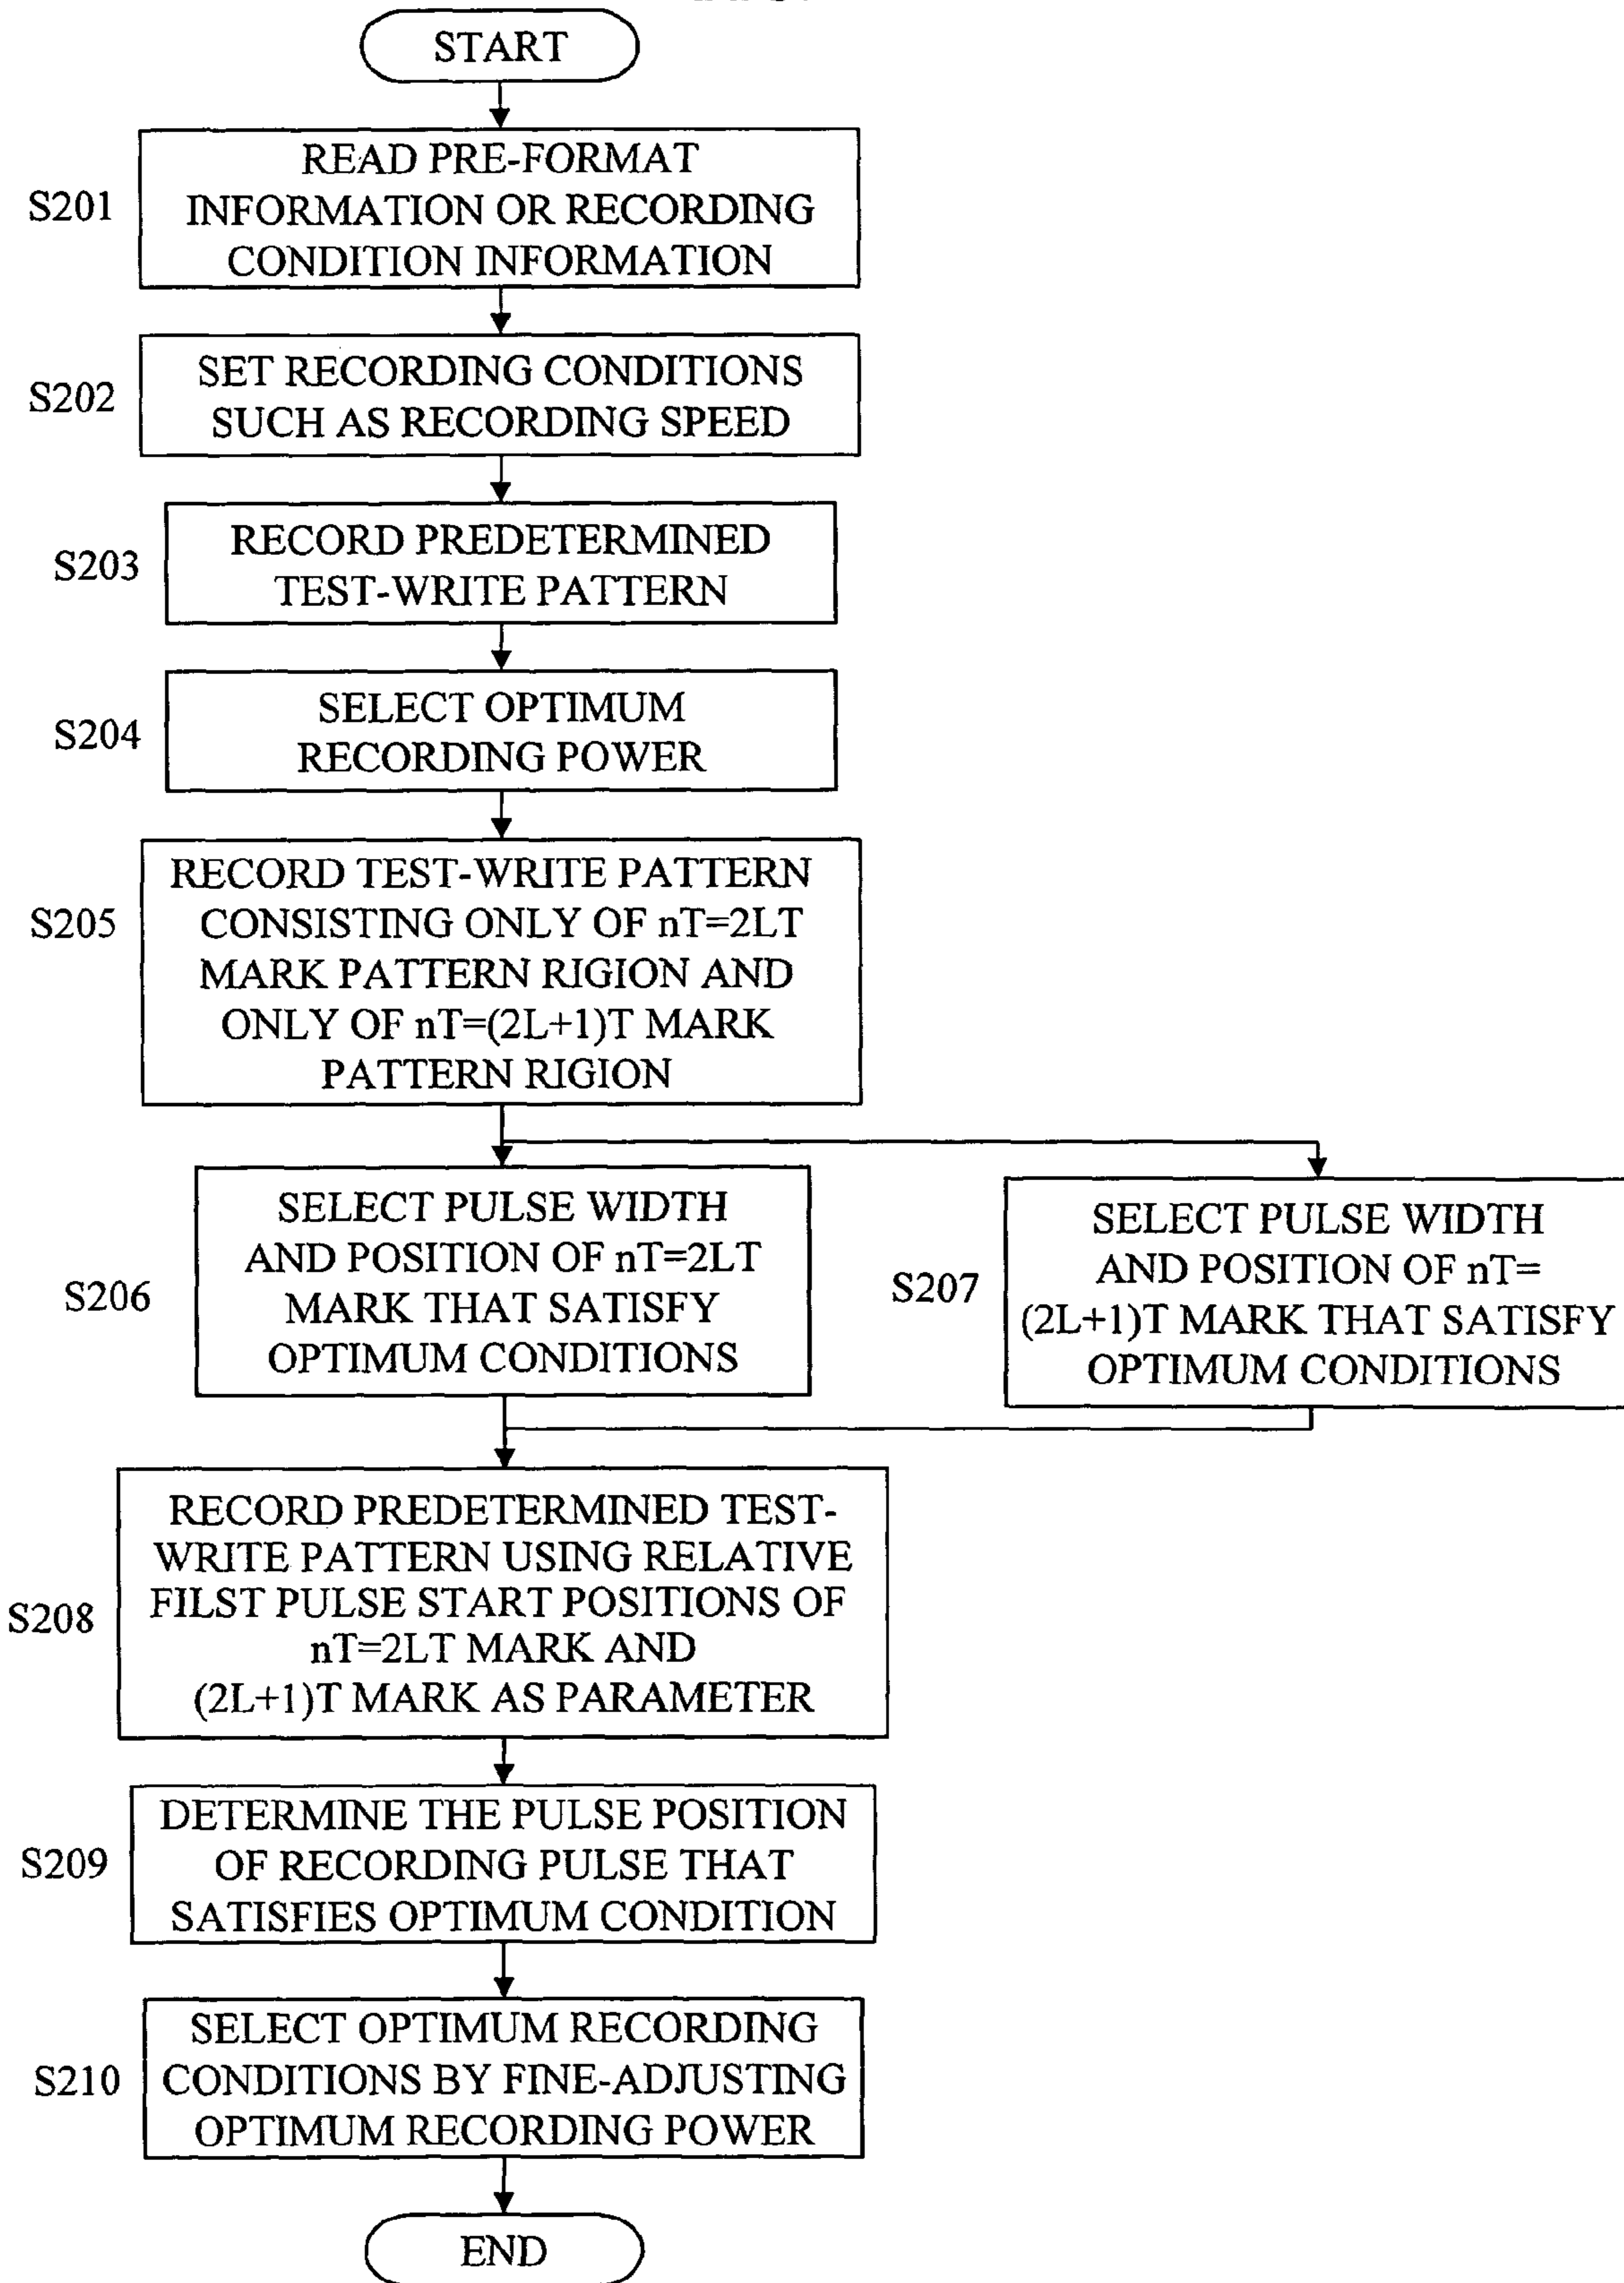 START
S201
READ PRE-FORMAT
INFORMATION OR RECORDING
CONDITION INFORMATION
S202
SET RECORDING CONDITIONS
SUCH AS RECORDING SPEED
S203
RECORD PREDETERMINED
TEST-WRITE PATTERN
S204
SELECT OPTIMUM
RECORDING POWER
S205
RECORD TEST-WRITE PATTERN
CONSISTING ONLY OF nT=2LT
MARK PATTERN RIGION AND
ONLY OF nT=(2L+1)T MARK
PATTERN RIGION
S206
SELECT PULSE WIDTH
AND POSITION OF nT=2LT
MARK THAT SATISFY
OPTIMUM CONDITIONS
S207
SELECT PULSE WIDTH
AND POSITION OF nT=
(2L+1)T MARK THAT SATISFY
OPTIMUM CONDITIONS
S208
RECORD PREDETERMINED TEST-
WRITE PATTERN USING RELATIVE
FILST PULSE START POSITIONS OF
nT=2LT MARK AND
(2L+1)T MARK AS PARAMETER
S209
DETERMINE THE PULSE POSITION
OF RECORDING PULSE THAT
SATISFIES OPTIMUM CONDITION
S210
SELECT OPTIMUM RECORDING
CONDITIONS BY FINE-ADJUSTING
OPTIMUM RECORDING POWER
END